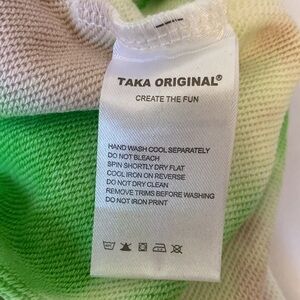 TAKA ORIGINAL®
CREATE THE FUN
HAND WASH COOL SEPARATELY
DO NOT BLEACH
SPIN SHORTLY DRY FLAT
COOL IRON ON REVERSE
DO NOT DRY CLEAN
REMOVE TRIMS BEFORE WASHING
DO NOT IRON PRINT